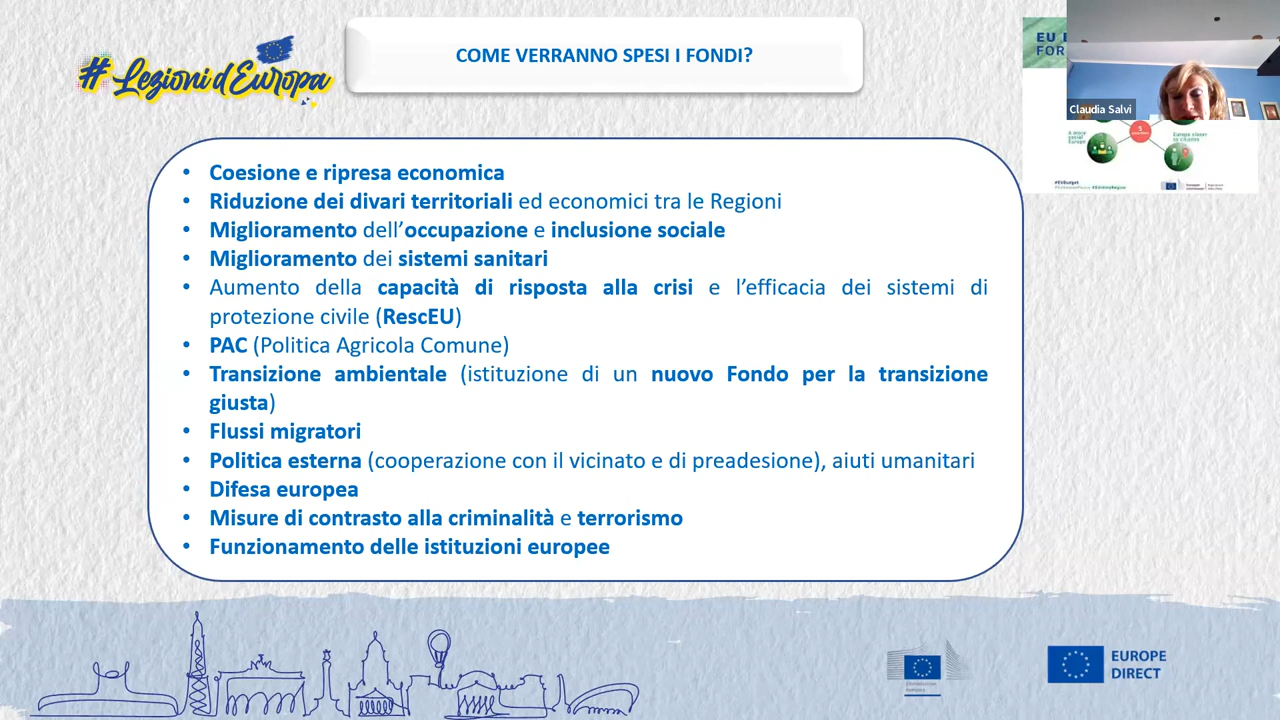 #Lezioni d'Europa
COME VERRANNO SPESI I FONDI?
EU
FOR
Claudia Salvi
• Coesione e ripresa economica
• Riduzione dei divari territoriali ed economici tra le Regioni
• Miglioramento dell’occupazione e inclusione sociale
• Miglioramento dei sistemi sanitari
• Aumento della capacità di risposta alla crisi e l’efficacia dei sistemi di
protezione civile (RescEU)
• PAC (Politica Agricola Comune)
• Transizione ambientale (istituzione di un nuovo Fondo per la transizione
giusta)
• Flussi migratori
• Politica esterna (cooperazione con il vicinato e di preadesione), aiuti umanitari
• Difesa europea
• Misure di contrasto alla criminalità e terrorismo
• Funzionamento delle istituzioni europee
EUROPE
DIRECT